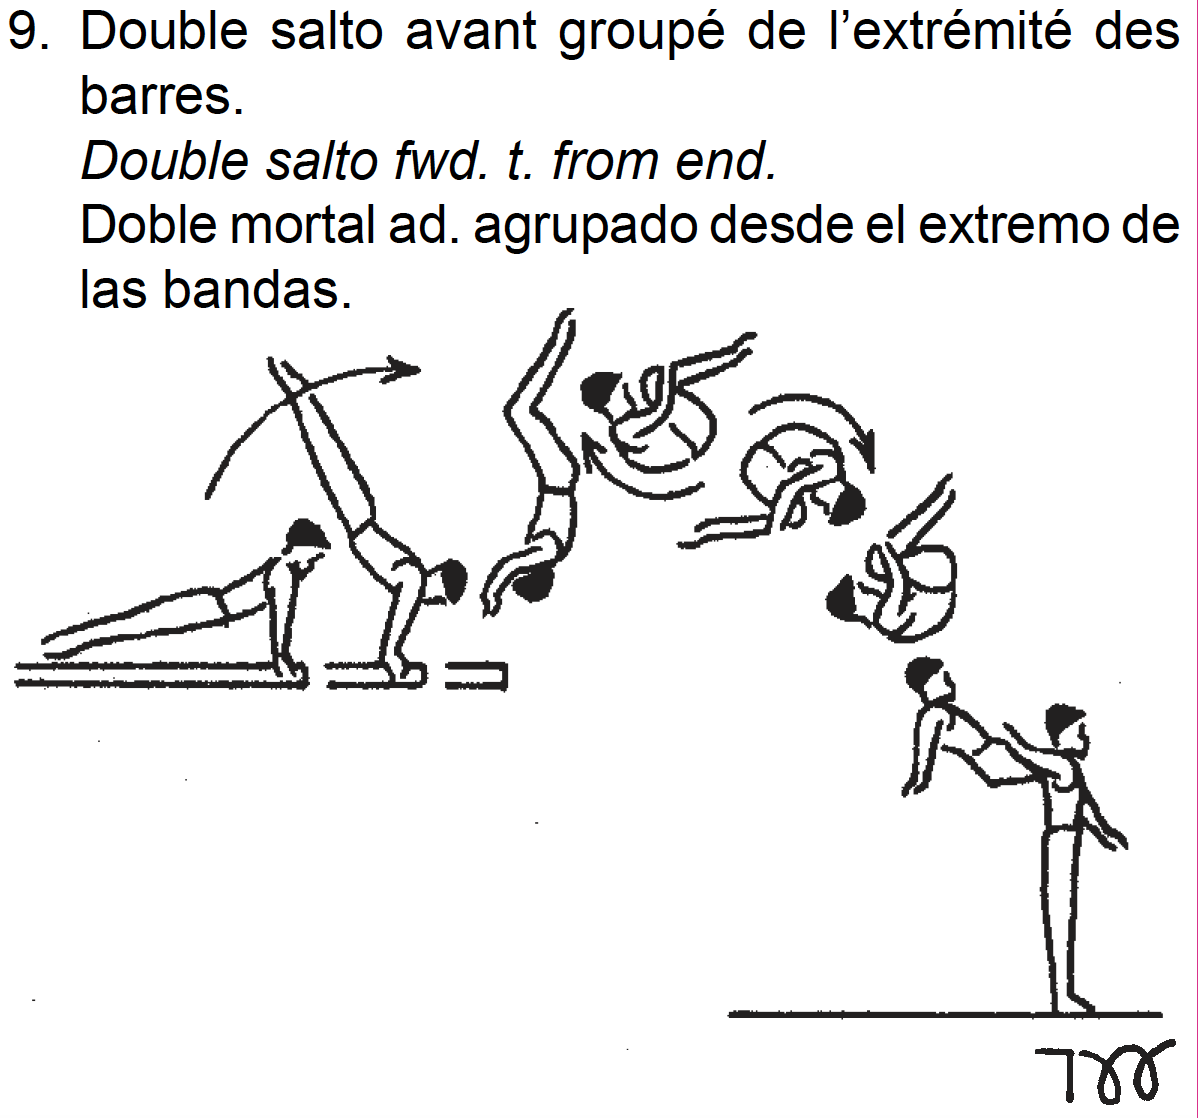 9. Double salto avant groupé de l’extrémité des
barres.
Double salto fwd. t. from end.
Doble mortal ad. agrupado desde el extremo de
las bandas.